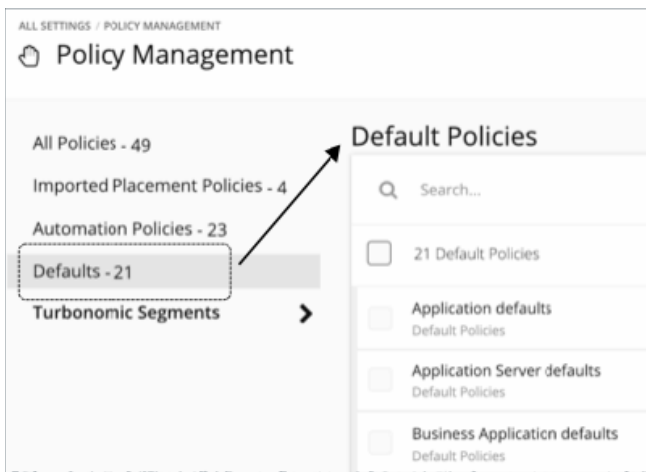 ALL SETTINGS / POLICY MANAGEMENT
Policy Management
All Policies - 49
Imported Placement Policies - 4
Automation Policies - 23
Defaults - 21
Turbonomic Segments
Default Policies
Search...
21 Default Policies
Application defaults
Default Policies
Application Server defaults
Default Policies
Business Application defaults
Default Policies